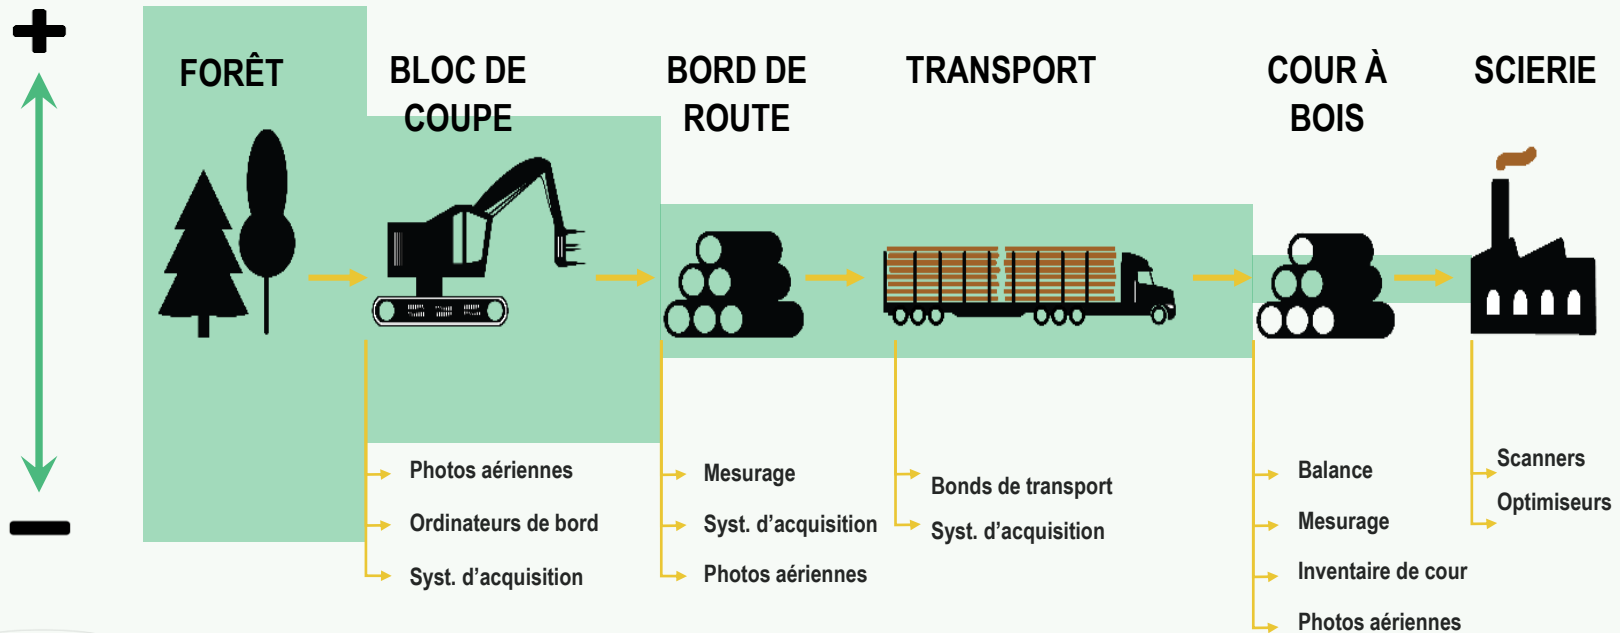 FORÊT
BLOC DE
COUPE
BORD DE
ROUTE
TRANSPORT
COUR À
BOIS
SCIERIE
Photos aériennes
Ordinateurs de bord
Syst. d’acquisition
Mesurage
Syst. d’acquisition
Photos aériennes
Bonds de transport
Syst. d’acquisition
Balance
Mesurage
Inventaire de cour
Photos aériennes
Scanners
Optimiseurs